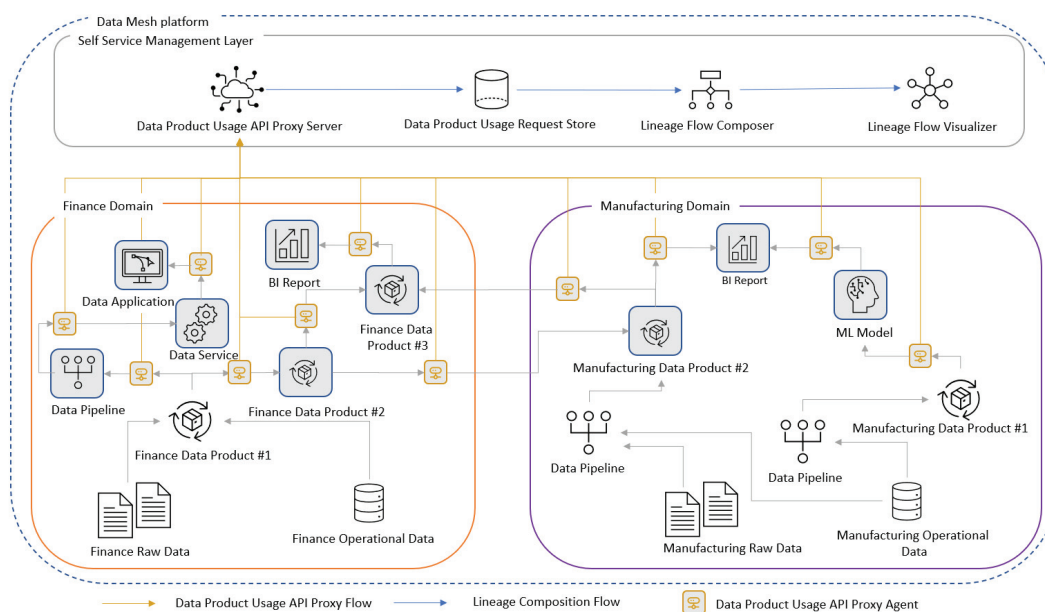 Data Mesh platform
Self Service Management Layer
Data Product Usage API Proxy Server
Data Product Usage Request Store
Lineage Flow Composer
Lineage Flow Visualizer
Finance Domain
Manufacturing Domain
Data Application
BI Report
BI Report
Data Service
Finance Data
Product #3
ML Model
Data Pipeline
Finance Data Product #2
Manufacturing Data Product #2
Manufacturing Data Product #1
Finance Data Product #1
Data Pipeline
Data Pipeline
Finance Raw Data
Finance Operational Data
Manufacturing Raw Data
Manufacturing Operational
Data
Data Product Usage API Proxy Flow
Lineage Composition Flow
Data Product Usage API Proxy Agent